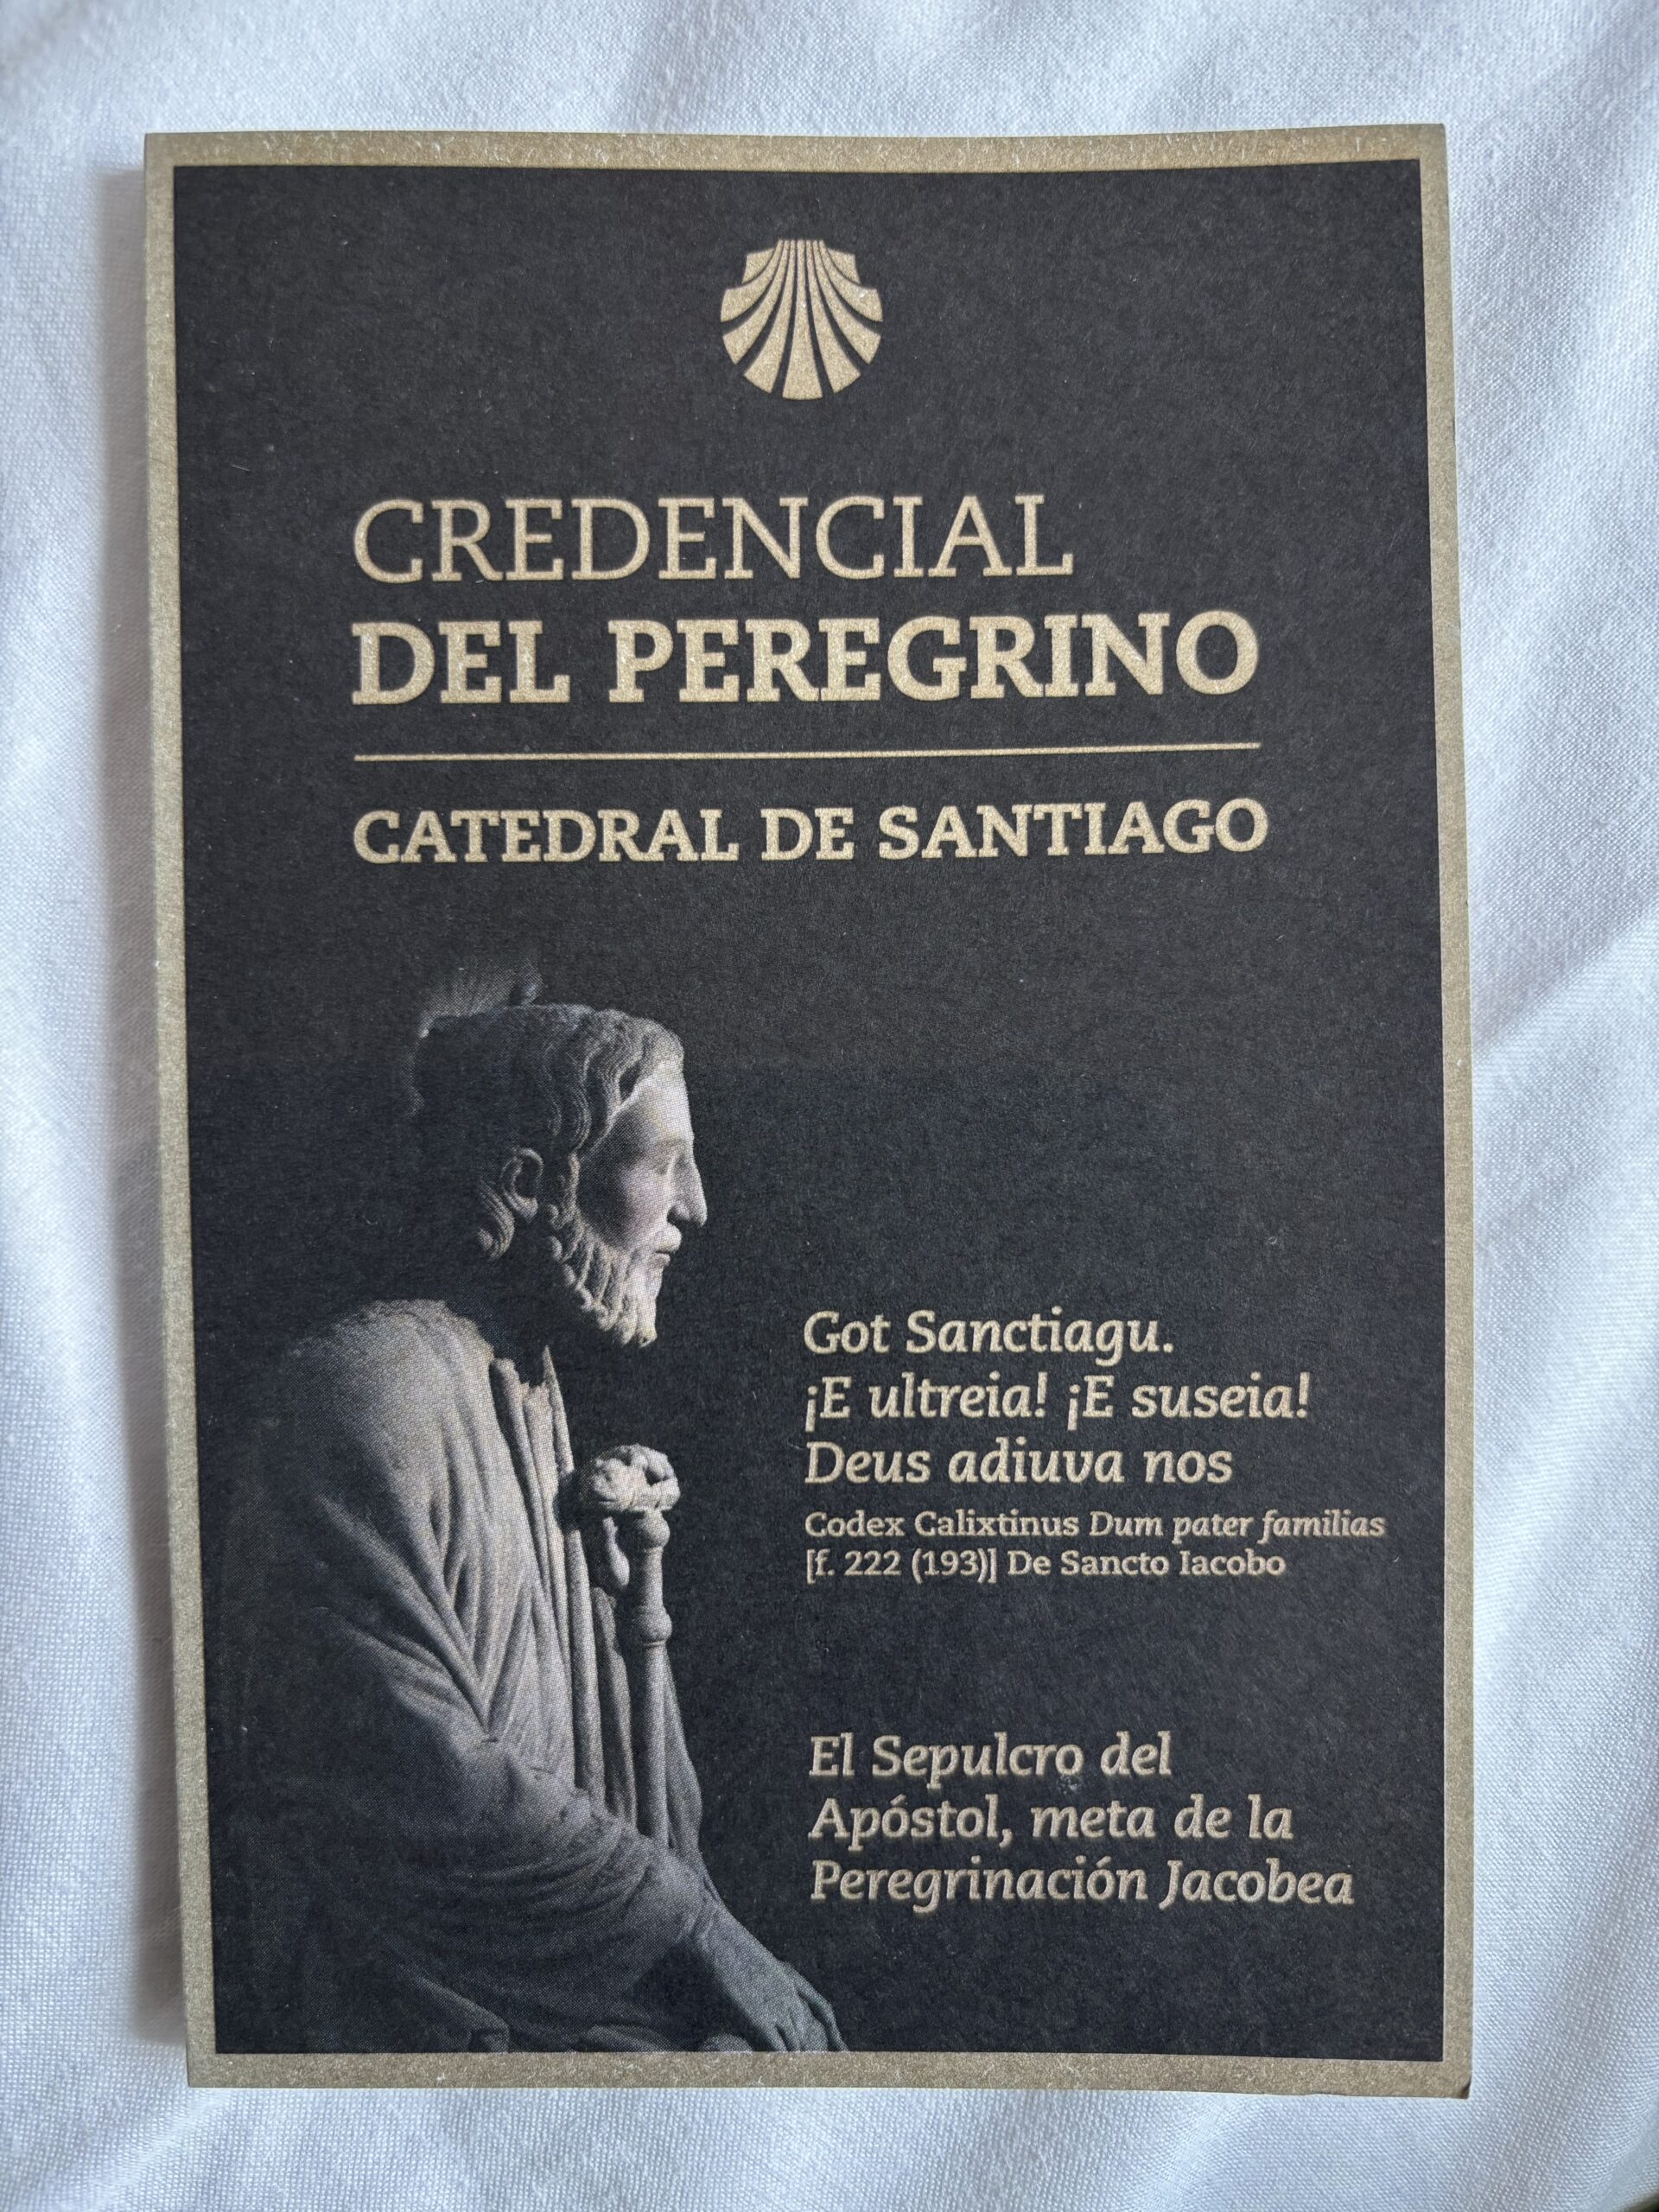 CREDENCIAL
DEL PEREGRINO
CATEDRAL DE SANTIAGO
Got Sanctiagu.
¡E ultreia! ¡E suseia!
Deus adiuva nos
Codex Calixtinus Dum pater familias
[f. 222 (193)] De Sancto Iacobo
El Sepulcro del
Apóstol, meta de la
Peregrinación Jacobea